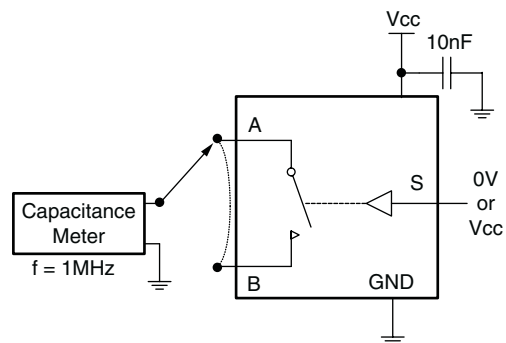 Vcc
10nF
A
S
0V
or
Vcc
Capacitance
Meter
f = 1MHz
B
GND